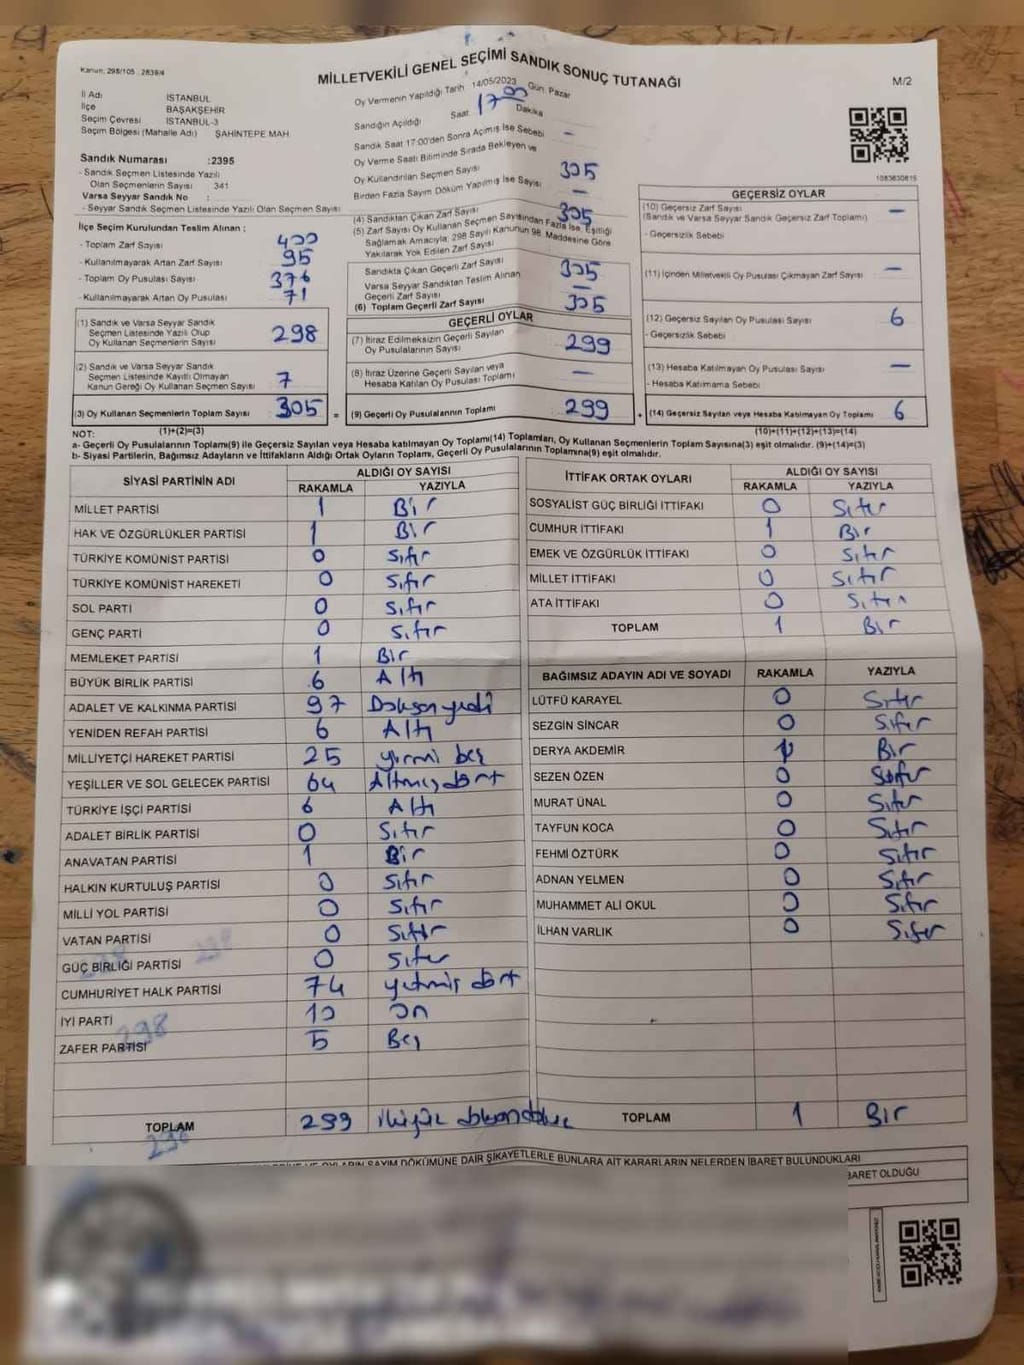 MİLLETVEKİLİ GENEL SEÇİMİ SANDIK SONUÇ TUTANAĞI
Kanun: 298/105 . 2839/4
M/2
İl Adı İSTANBUL
İlçe BAŞAKŞEHİR
Seçim Çevresi İSTANBUL-3
Seçim Bölgesi (Mahalle Adı) ŞAHİNTEPE MAH.
Sandık Numarası :2395
- Sandık Seçmen Listesinde Yazılı
Olan Seçmenlerin Sayısı 341
Varsa Seyyar Sandık No :
- Seyyar Sandık Seçmen Listesinde Yazılı Olan Seçmen Sayısı
İlçe Seçim Kurulundan Teslim Alınan :
- Toplam Zarf Sayısı 400
- Kullanılmayarak Artan Zarf Sayısı 95
- Toplam Oy Pusulası Sayısı 376
- Kullanılmayarak Artan Oy Pusulası 71
(1) Sandık ve Varsa Seyyar Sandık
Seçmen Listesinde Yazılı Olup
Oy Kullanan Seçmenlerin Sayısı 298
(2) Sandık ve Varsa Seyyar Sandık
Seçmen Listesinde Kayıtlı Olmayan
Kanun Gereği Oy Kullanan Seçmen Sayısı 7
(3) Oy Kullanan Seçmenlerin Toplam Sayısı 305 =
(1)+(2)=(3)
Oy Vermenin Yapıldığı Tarih 14/05/2023 Gün: Pazar
Sandığın Açıldığı Saat 17 00 Dakika
Sandık Saat 17:00'den Sonra Açılmış İse Sebebi –
Oy Verme Saati Bitiminde Sırada Bekleyen ve
Oy Kullandırılan Seçmen Sayısı 305
Birden Fazla Sayım Döküm Yapılmış İse Sayısı –
(4) Sandıktan Çıkan Zarf Sayısı 305
(5) Zarf Sayısı Oy Kullanan Seçmen Sayısından Fazla İse, Eşitliği
Sağlamak Amacıyla, 298 Sayılı Kanunun 98. Maddesine Göre
Yakılarak Yok Edilen Zarf Sayısı
Sandıkta Çıkan Geçerli Zarf Sayısı 305
Varsa Seyyar Sandıktan Teslim Alınan
Geçerli Zarf Sayısı –
(6) Toplam Geçerli Zarf Sayısı 305
GEÇERLİ OYLAR
(7) İtiraz Edilmeksizin Geçerli Sayılan
Oy Pusulalarının Sayısı 299
(8) İtiraz Üzerine Geçerli Sayılan veya
Hesaba Katılan Oy Pusulası Toplamı –
(9) Geçerli Oy Pusulalarının Toplamı 299 +
1083630815
GEÇERSİZ OYLAR
(10) Geçersiz Zarf Sayısı –
(Sandık ve Varsa Seyyar Sandık Geçersiz Zarf Toplamı)
- Geçersizlik Sebebi
(11) İçinden Milletvekili Oy Pusulası Çıkmayan Zarf Sayısı –
(12) Geçersiz Sayılan Oy Pusulası Sayısı 6
- Geçersizlik Sebebi
(13) Hesaba Katılmayan Oy Pusulası Sayısı –
- Hesaba Katılmama Sebebi
(14) Geçersiz Sayılan veya Hesaba Katılmayan Oy Toplamı 6
(10)+(11)+(12)+(13)=(14)
NOT:
a- Geçerli Oy Pusulalarının Toplamı(9) ile Geçersiz Sayılan veya Hesaba katılmayan Oy Toplamı(14) Toplamları, Oy Kullanan Seçmenlerin Toplam Sayısına(3) eşit olmalıdır. (9)+(14)=(3)
b- Siyasi Partilerin, Bağımsız Adayların ve İttifakların Aldığı Ortak Oyların Toplamı, Geçerli Oy Pusulalarının Toplamına(9) eşit olmalıdır.
SİYASİ PARTİNİN ADI ALDIĞI OY SAYISI
RAKAMLA YAZIYLA
MİLLET PARTİSİ 1 Bir
HAK VE ÖZGÜRLÜKLER PARTİSİ 1 Bir
TÜRKİYE KOMÜNİST PARTİSİ 0 Sıfır
TÜRKİYE KOMÜNİST HAREKETİ 0 Sıfır
SOL PARTİ 0 Sıfır
GENÇ PARTİ 0 Sıfır
MEMLEKET PARTİSİ 1 Bir
BÜYÜK BİRLİK PARTİSİ 6 Altı
ADALET VE KALKINMA PARTİSİ 97 Doksan yedi
YENİDEN REFAH PARTİSİ 6 Altı
MİLLİYETÇİ HAREKET PARTİSİ 25 yirmi beş
YEŞİLLER VE SOL GELECEK PARTİSİ 64 Altmış dört
TÜRKİYE İŞÇİ PARTİSİ 6 Altı
ADALET BİRLİK PARTİSİ 0 Sıfır
ANAVATAN PARTİSİ 1 Bir
HALKIN KURTULUŞ PARTİSİ 0 Sıfır
MİLLİ YOL PARTİSİ 0 Sıfır
VATAN PARTİSİ 0 Sıfır
GÜÇ BİRLİĞİ PARTİSİ 0 Sıfır
CUMHURİYET HALK PARTİSİ 74 yetmiş dört
İYİ PARTİ 10 On
ZAFER PARTİSİ 5 Beş
298
TOPLAM 299
İTTİFAK ORTAK OYLARI ALDIĞI OY SAYISI
RAKAMLA YAZIYLA
SOSYALİST GÜÇ BİRLİĞİ İTTİFAKI 0 Sıfır
CUMHUR İTTİFAKI 1 Bir
EMEK VE ÖZGÜRLÜK İTTİFAKI 0 Sıfır
MİLLET İTTİFAKI 0 Sıfır
ATA İTTİFAKI 0 Sıfır
TOPLAM 1 Bir
BAĞIMSIZ ADAYIN ADI VE SOYADI RAKAMLA YAZIYLA
LÜTFÜ KARAYEL 0 Sıfır
SEZGİN SİNCAR 0 Sıfır
DERYA AKDEMİR 1 Bir
SEZEN ÖZEN 0 Sıfır
MURAT ÜNAL 0 Sıfır
TAYFUN KOCA 0 Sıfır
FEHMİ ÖZTÜRK 0 Sıfır
ADNAN YELMEN 0 Sıfır
MUHAMMET ALİ OKUL 0 Sıfır
İLHAN VARLIK 0 Sıfır
TOPLAM 1 Bir
SAYIM DÖKÜMÜNE DAİR ŞİKAYETLERLE BUNLARA AİT KARARLARIN NELERDEN İBARET BULUNDUKLARI
İBARET OLDUĞU